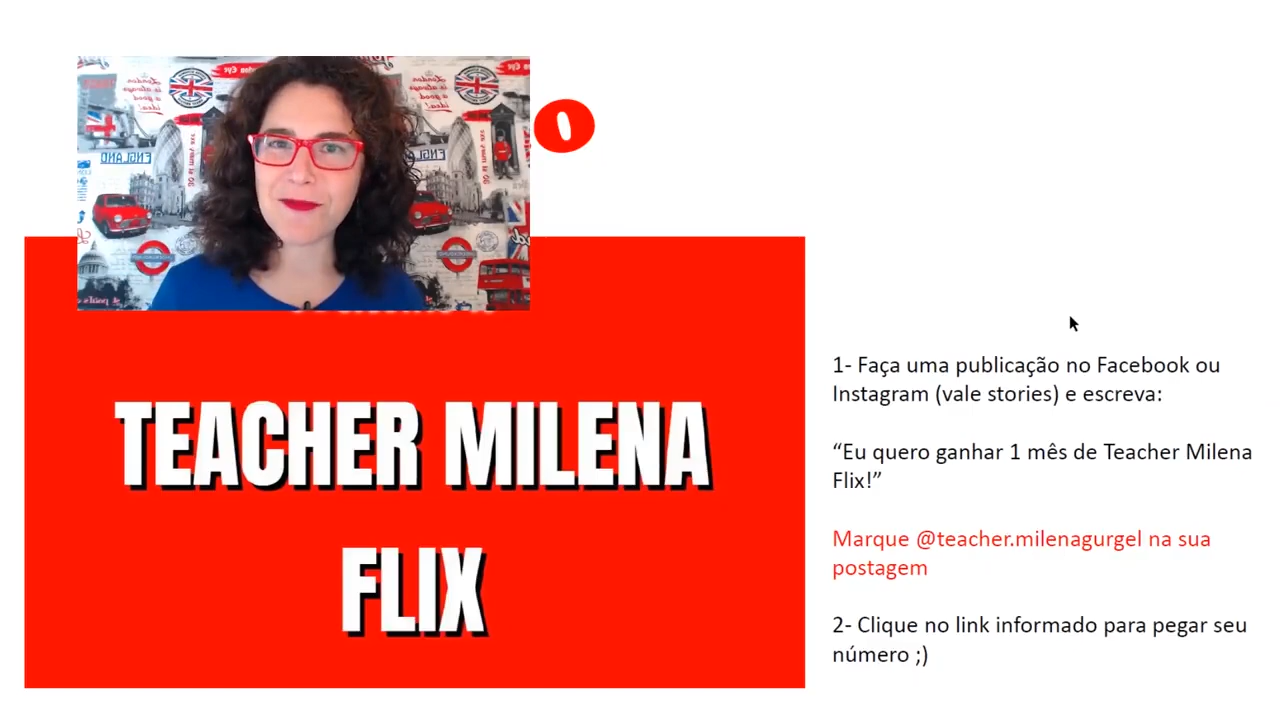 O
TEACHER MILENA
FLIX
1- Faça uma publicação no Facebook ou
Instagram (vale stories) e escreva:
“Eu quero ganhar 1 mês de Teacher Milena
Flix!”
Marque @teacher.milenagurgel na sua
postagem
2- Clique no link informado para pegar seu
número ;)
ENGLAND
ENGLAND